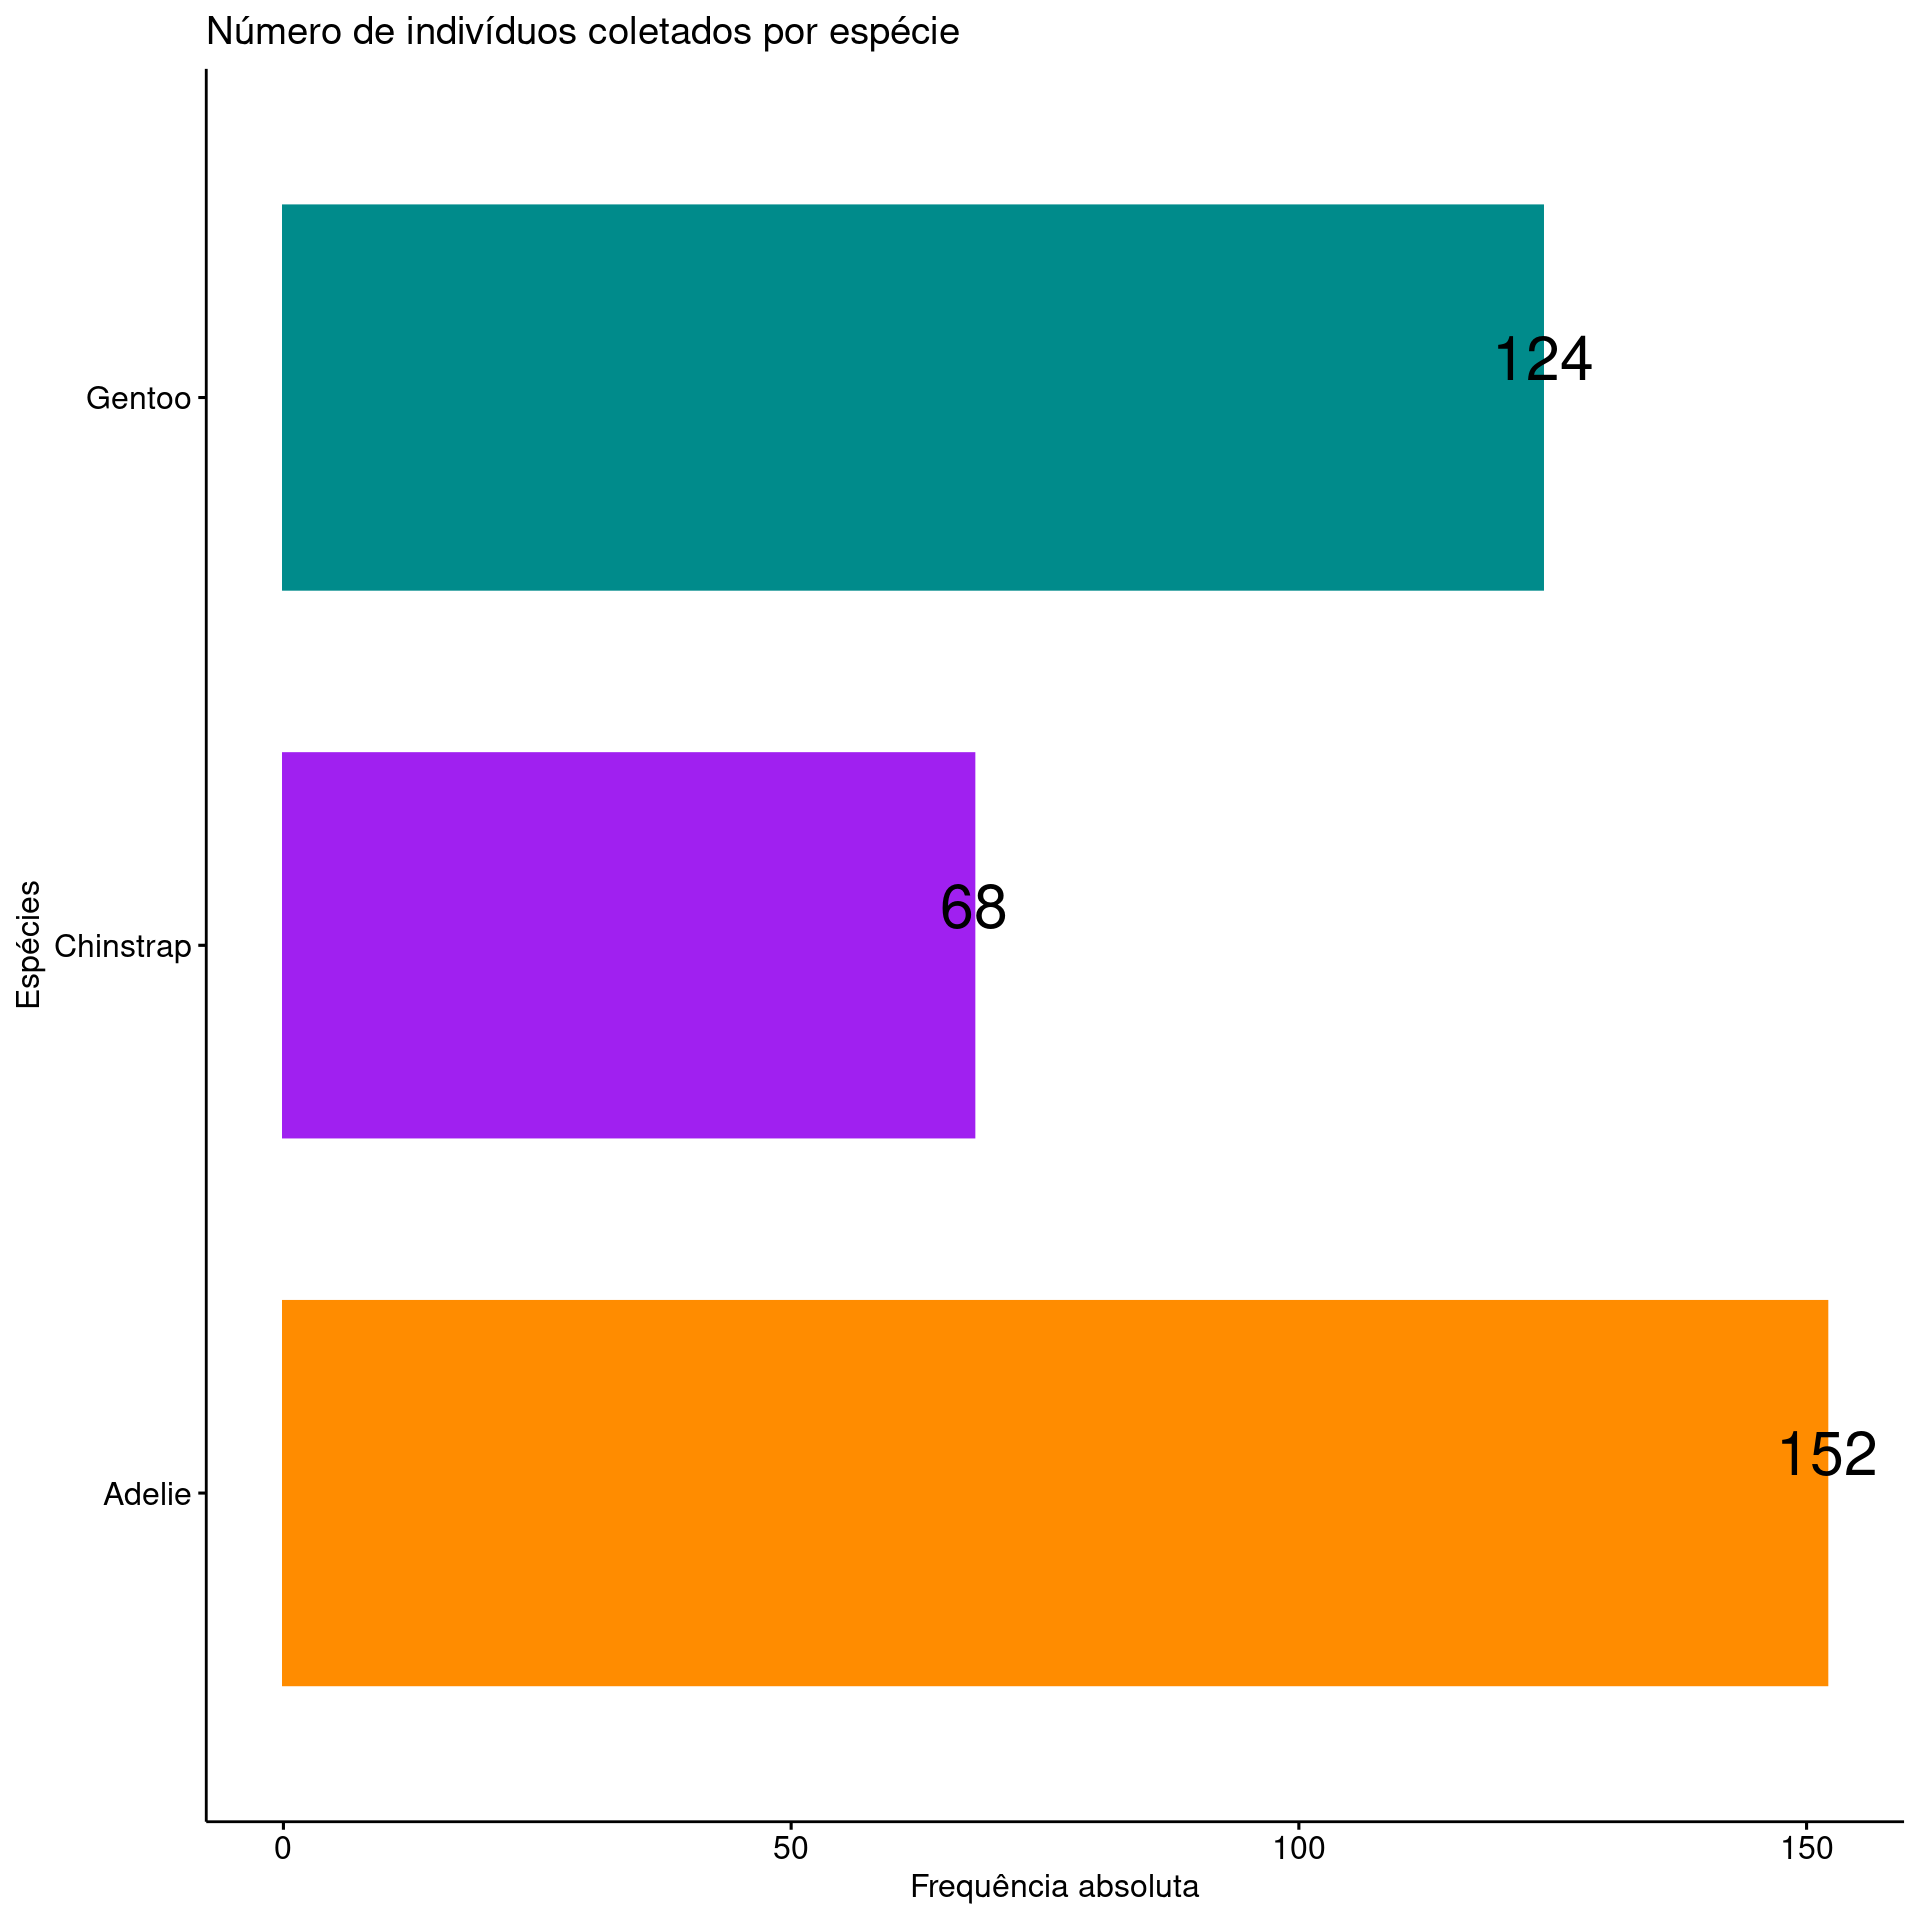 Número de indivíduos coletados por espécie
Gentoo
124
Espécies
Chinstrap
68
Adelie
152
0 50 100 150
Frequência absoluta